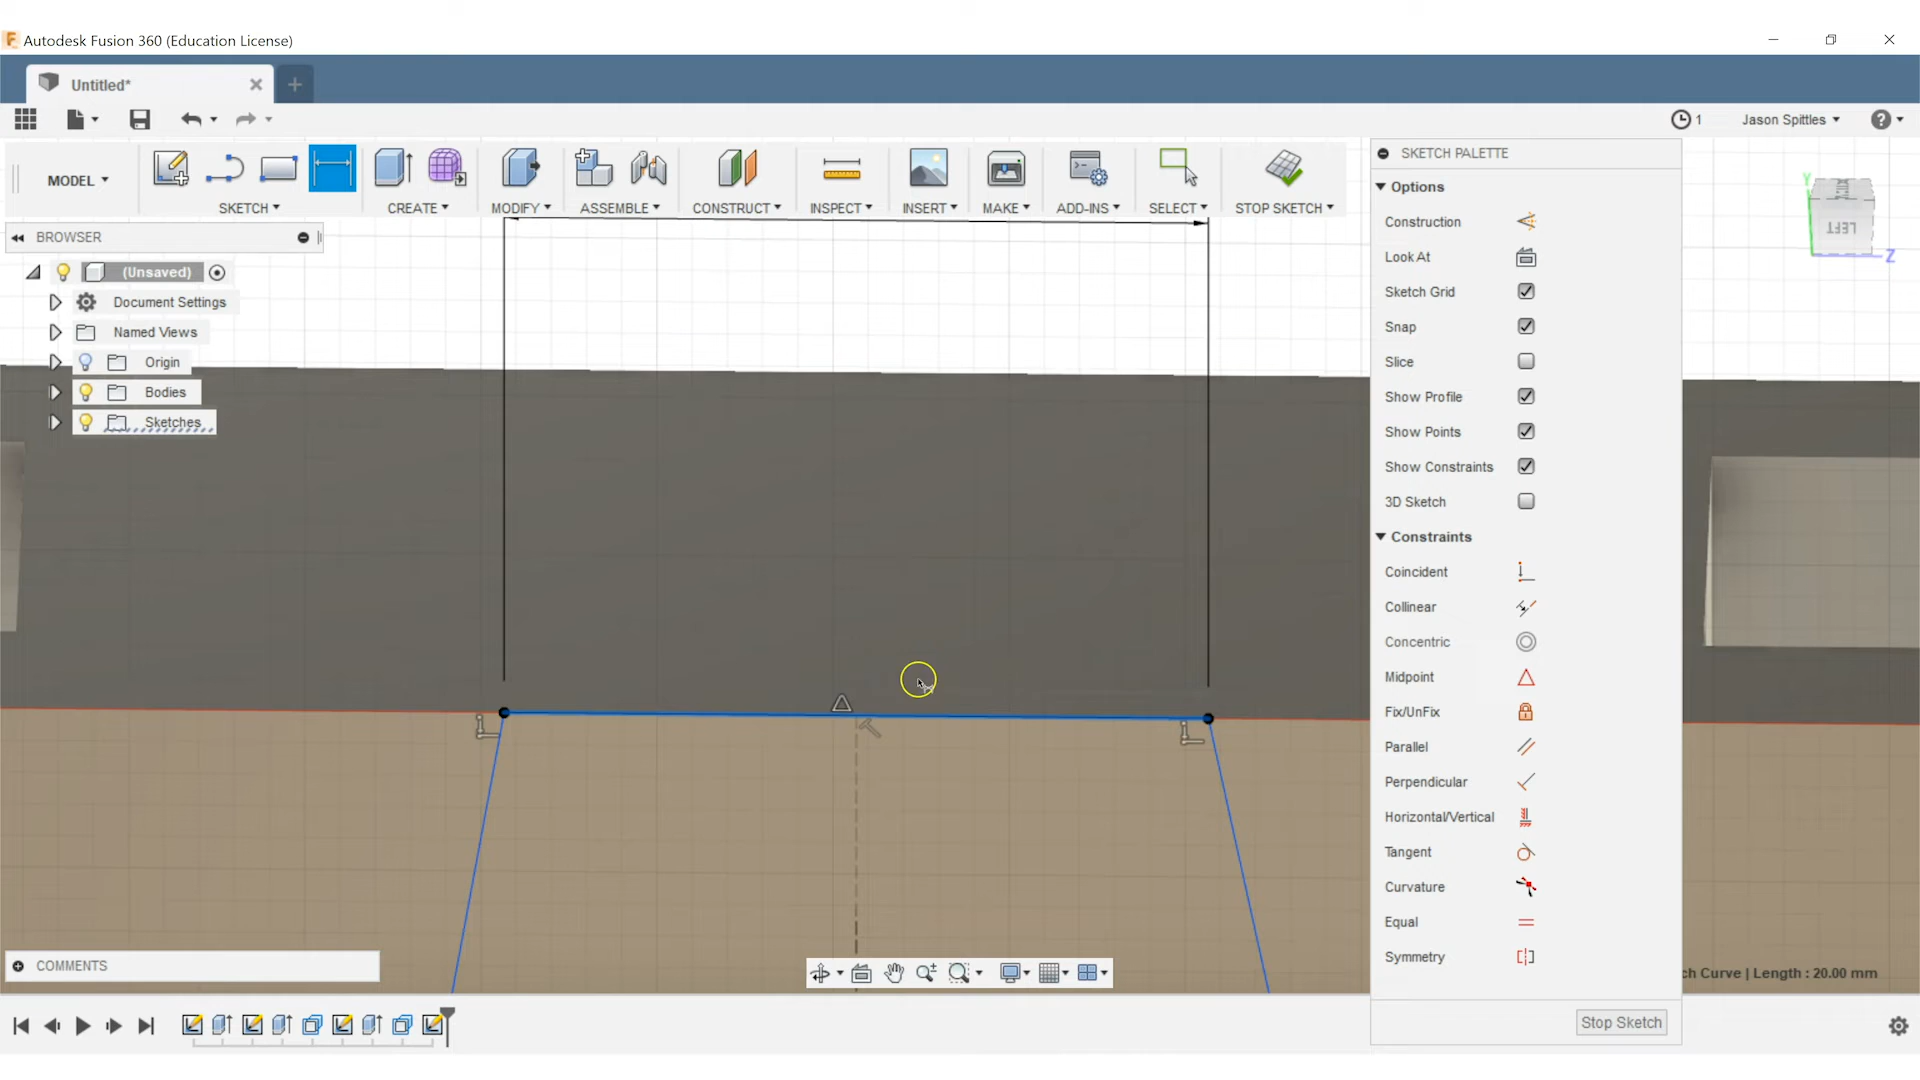 Autodesk Fusion 360 (Education License)
Untitled*
1
Jason Spittles
MODEL
SKETCH
CREATE
MODIFY
ASSEMBLE
CONSTRUCT
INSPECT
INSERT
MAKE
ADD-INS
SELECT
STOP SKETCH
BROWSER
(Unsaved)
Document Settings
Named Views
Origin
Bodies
Sketches
SKETCH PALETTE
Options
Construction
Look At
Sketch Grid
Snap
Slice
Show Profile
Show Points
Show Constraints
3D Sketch
Constraints
Coincident
Collinear
Concentric
Midpoint
Fix/UnFix
Parallel
Perpendicular
Horizontal/Vertical
Tangent
Curvature
Equal
Symmetry
Stop Sketch
Y
LEFT
Z
COMMENTS
ch Curve | Length : 20.00 mm